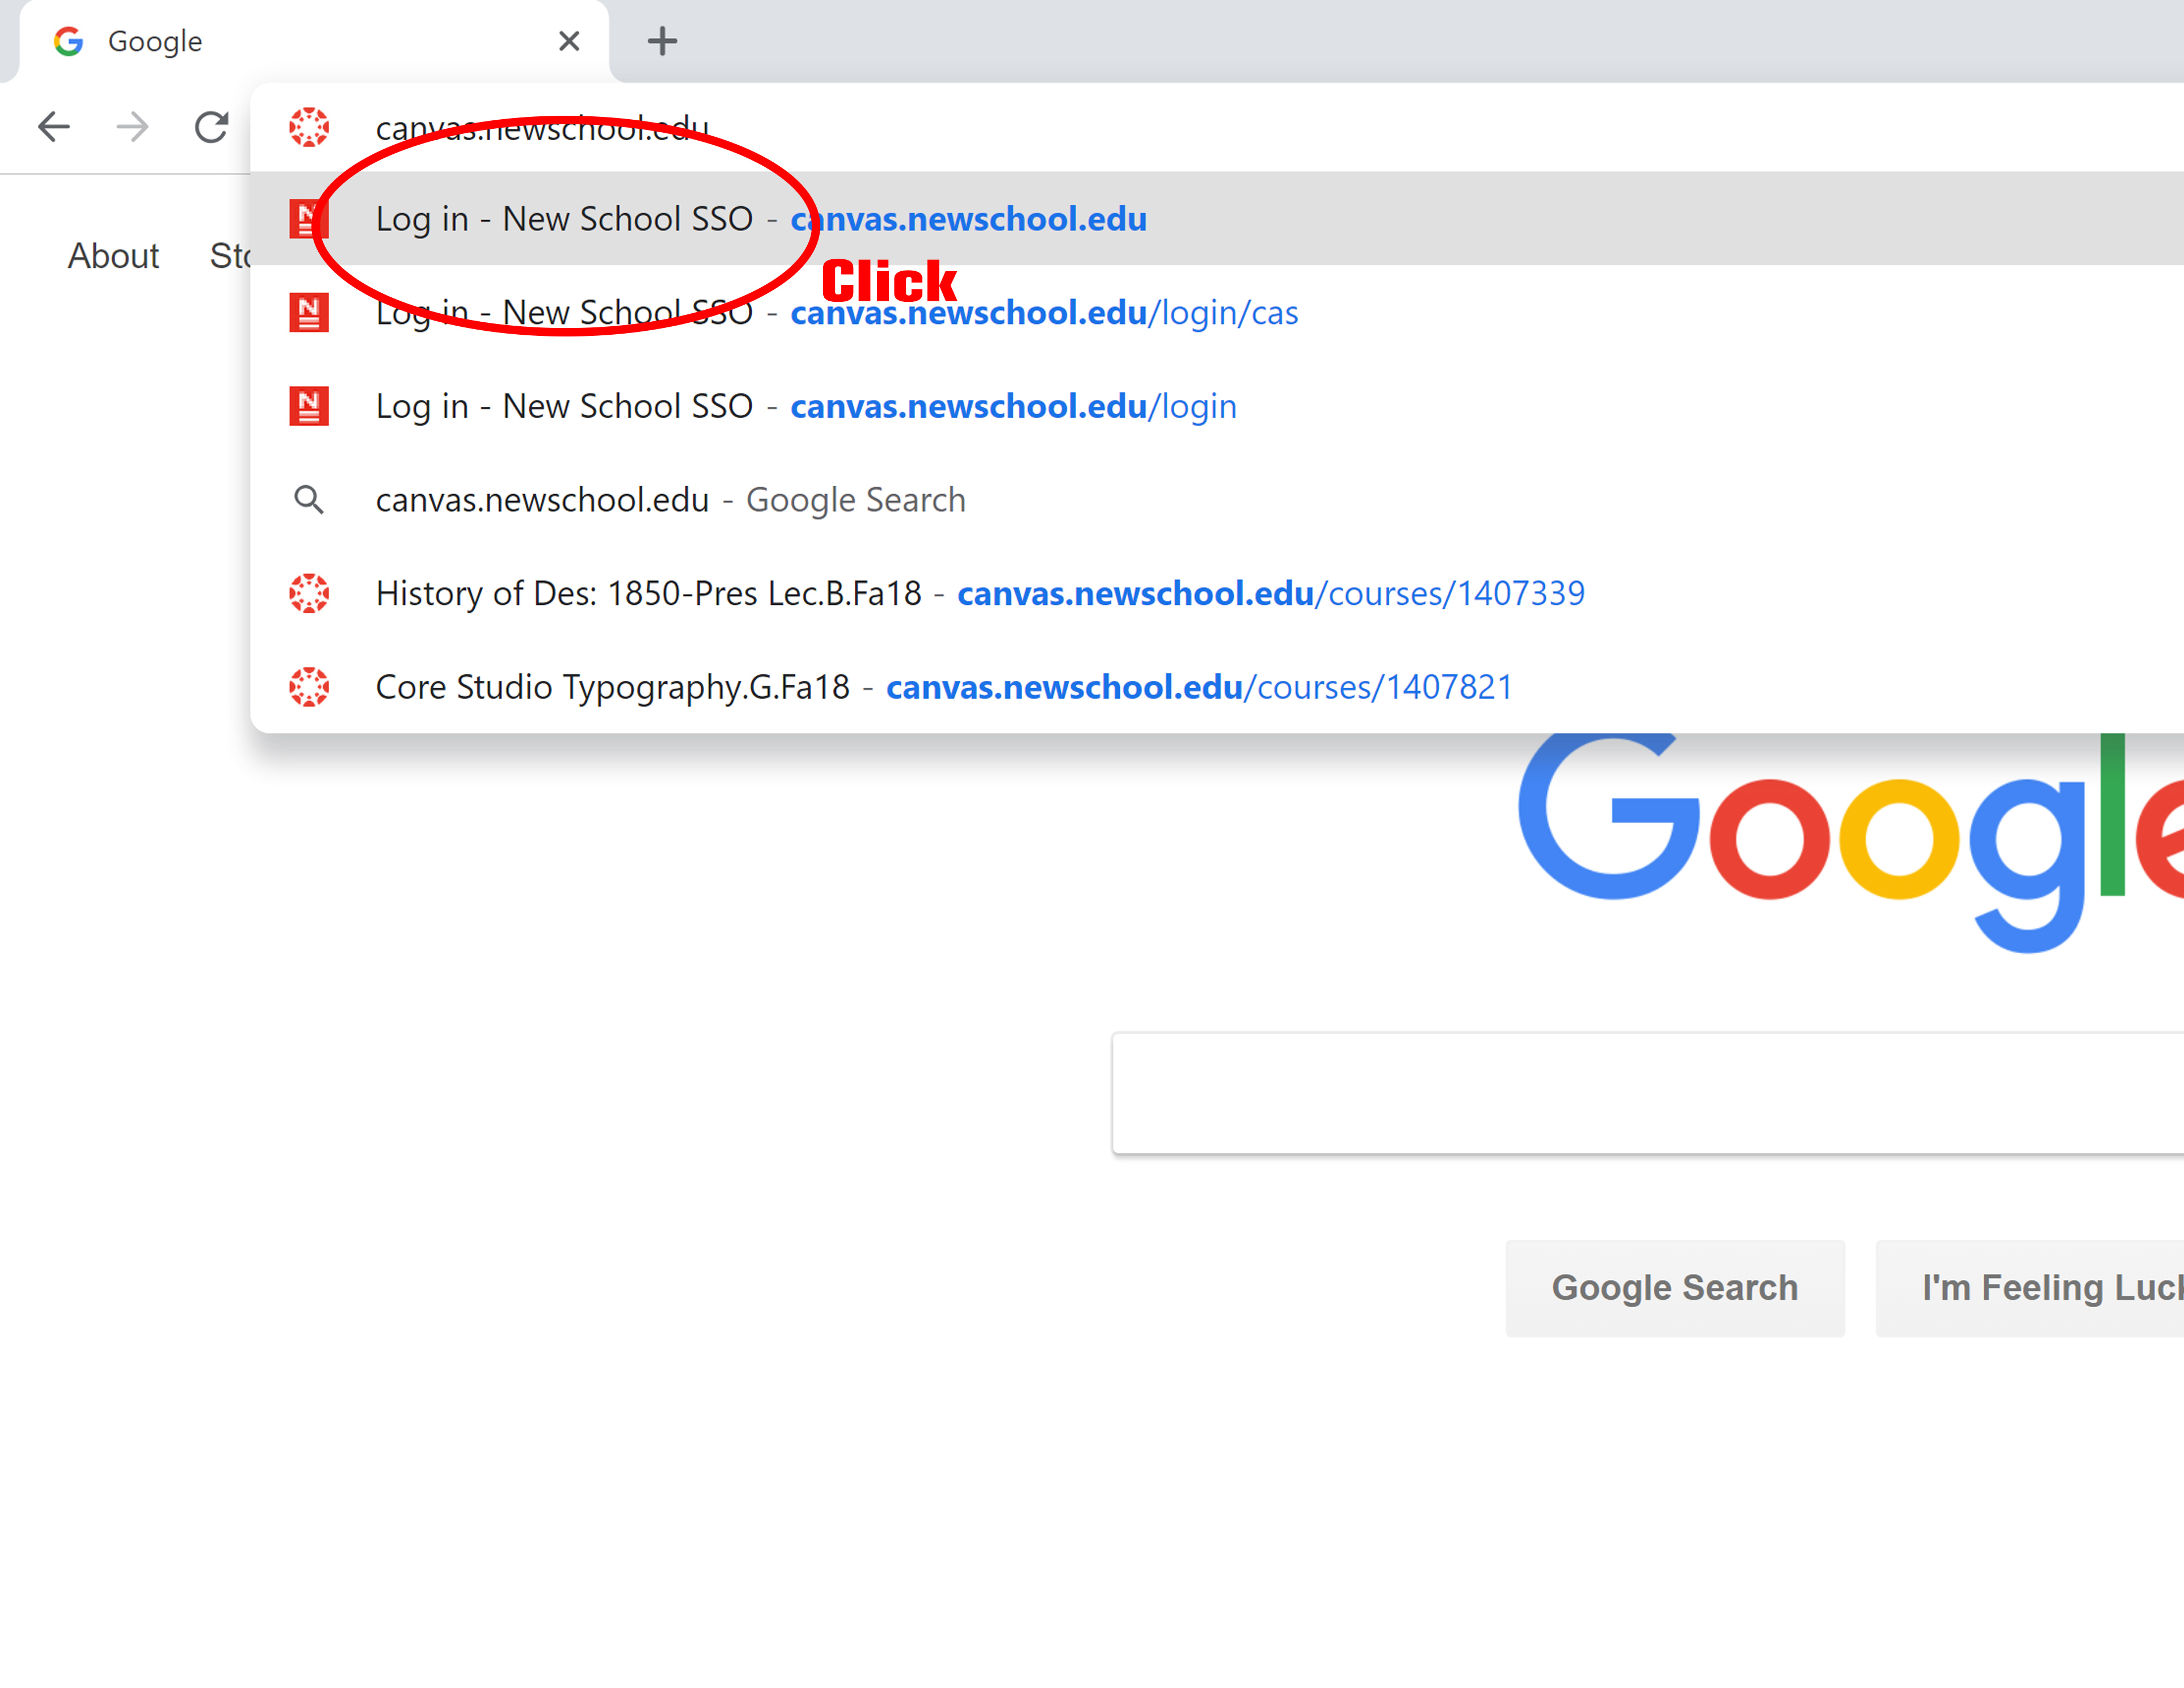 Google
canvas.newschool.edu
Log in - New School SSO - canvas.newschool.edu
Click
Log in - New School SSO - canvas.newschool.edu/login/cas
Log in - New School SSO - canvas.newschool.edu/login
canvas.newschool.edu - Google Search
History of Des: 1850-Pres Lec.B.Fa18 - canvas.newschool.edu/courses/1407339
Core Studio Typography.G.Fa18 - canvas.newschool.edu/courses/1407821
About
Google
Google Search
I'm Feeling